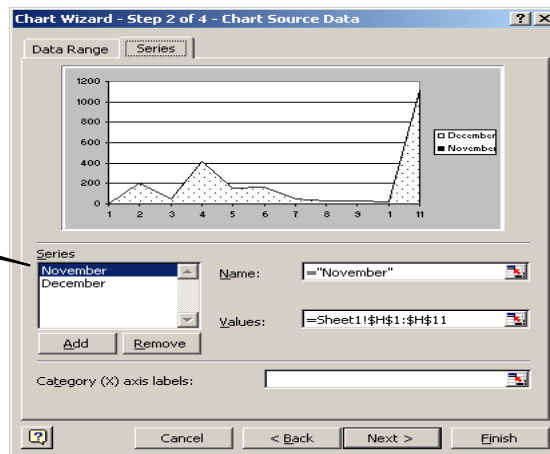 Chart Wizard - Step 2 of 4 - Chart Source Data
Data Range Series
1200
1000
800
600
400
200
0
1 2 3 4 5 6 7 8 9 1 11
December
November
Series
November
December
Name: ="November"
Values: =Sheet1!$H$1:$H$11
Add Remove
Category (X) axis labels:
Cancel < Back Next > Finish